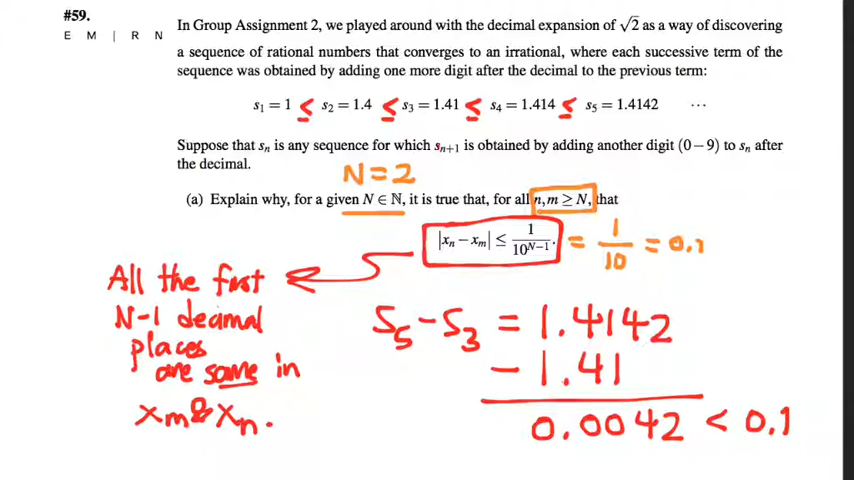 #59.
E M | R N
In Group Assignment 2, we played around with the decimal expansion of √2 as a way of discovering
a sequence of rational numbers that converges to an irrational, where each successive term of the
sequence was obtained by adding one more digit after the decimal to the previous term:
s₁ = 1 ≤ s₂ = 1.4 ≤ s₃ = 1.41 ≤ s₄ = 1.414 ≤ s₅ = 1.4142 ⋯
Suppose that sₙ is any sequence for which sₙ₊₁ is obtained by adding another digit (0 − 9) to sₙ after
the decimal.
N = 2
(a) Explain why, for a given N ∈ ℕ, it is true that, for all n, m ≥ N, that
|xₙ − xₘ| ≤ 1/10^(N−1). = 1/10 = 0.1
All the first
N-1 decimal
places
are same in
xₘ & xₙ.
s₅ - s₃ = 1.4142
- 1.41
0.0042 < 0.1